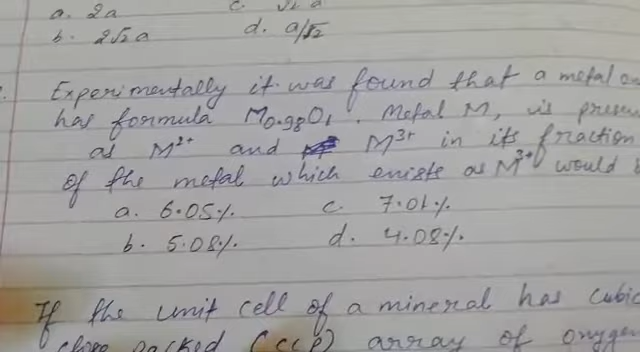 a. 2a
b. 2√2 a
d. a/√2
Experimentally it was found that a metal
has formula M0.98O1. Metal M, is
as M2+ and M3+ in its fraction
of the metal which exists as M3+ would
a. 6.05%. c. 7.01%.
b. 5.08%. d. 4.08%.
If the unit cell of a mineral has cubic
close packed (CCP) array of oxygen